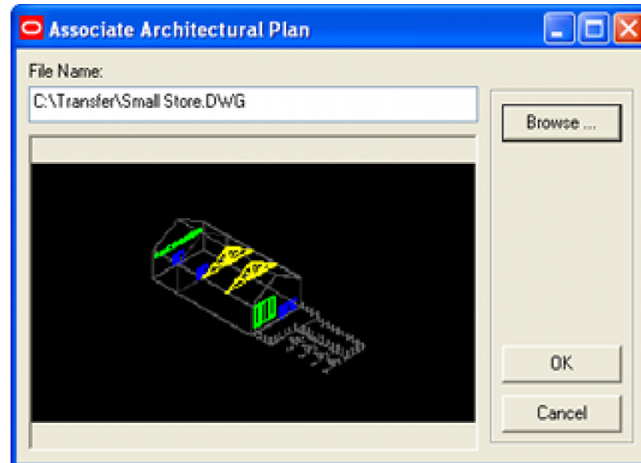 Associate Architectural Plan
File Name:
C:\Transfer\Small Store.DWG
Browse ...
OK
Cancel